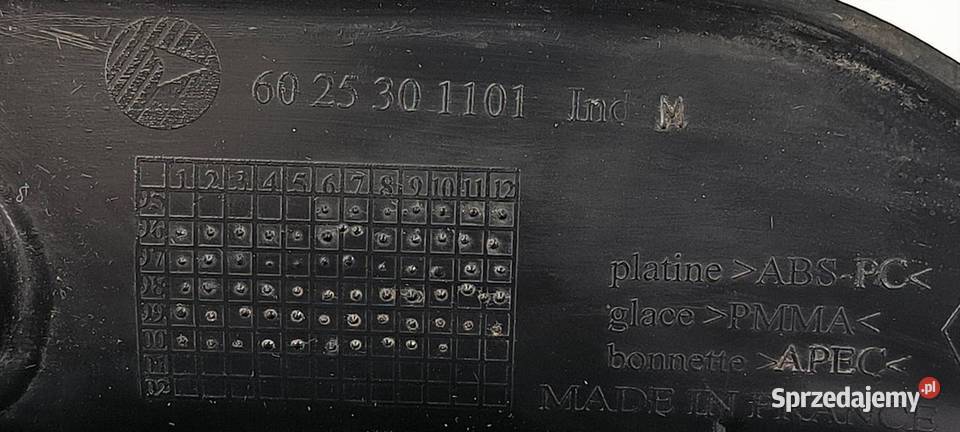 60 25 30 1101 Ind M
1 2 3 4 5 6 7 8 9 10 11 12
95
96
97
98
99
00
01
02
platine >ABS-PC<
glace >PMMA<
bonnette >APEC<
MADE IN FRANCE
Sprzedajemy.pl